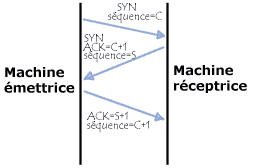 SYN
séquence=C
SYN
ACK=C+1
séquence=S
Machine
émettrice
Machine
réceptrice
ACK=S+1
séquence=C+1